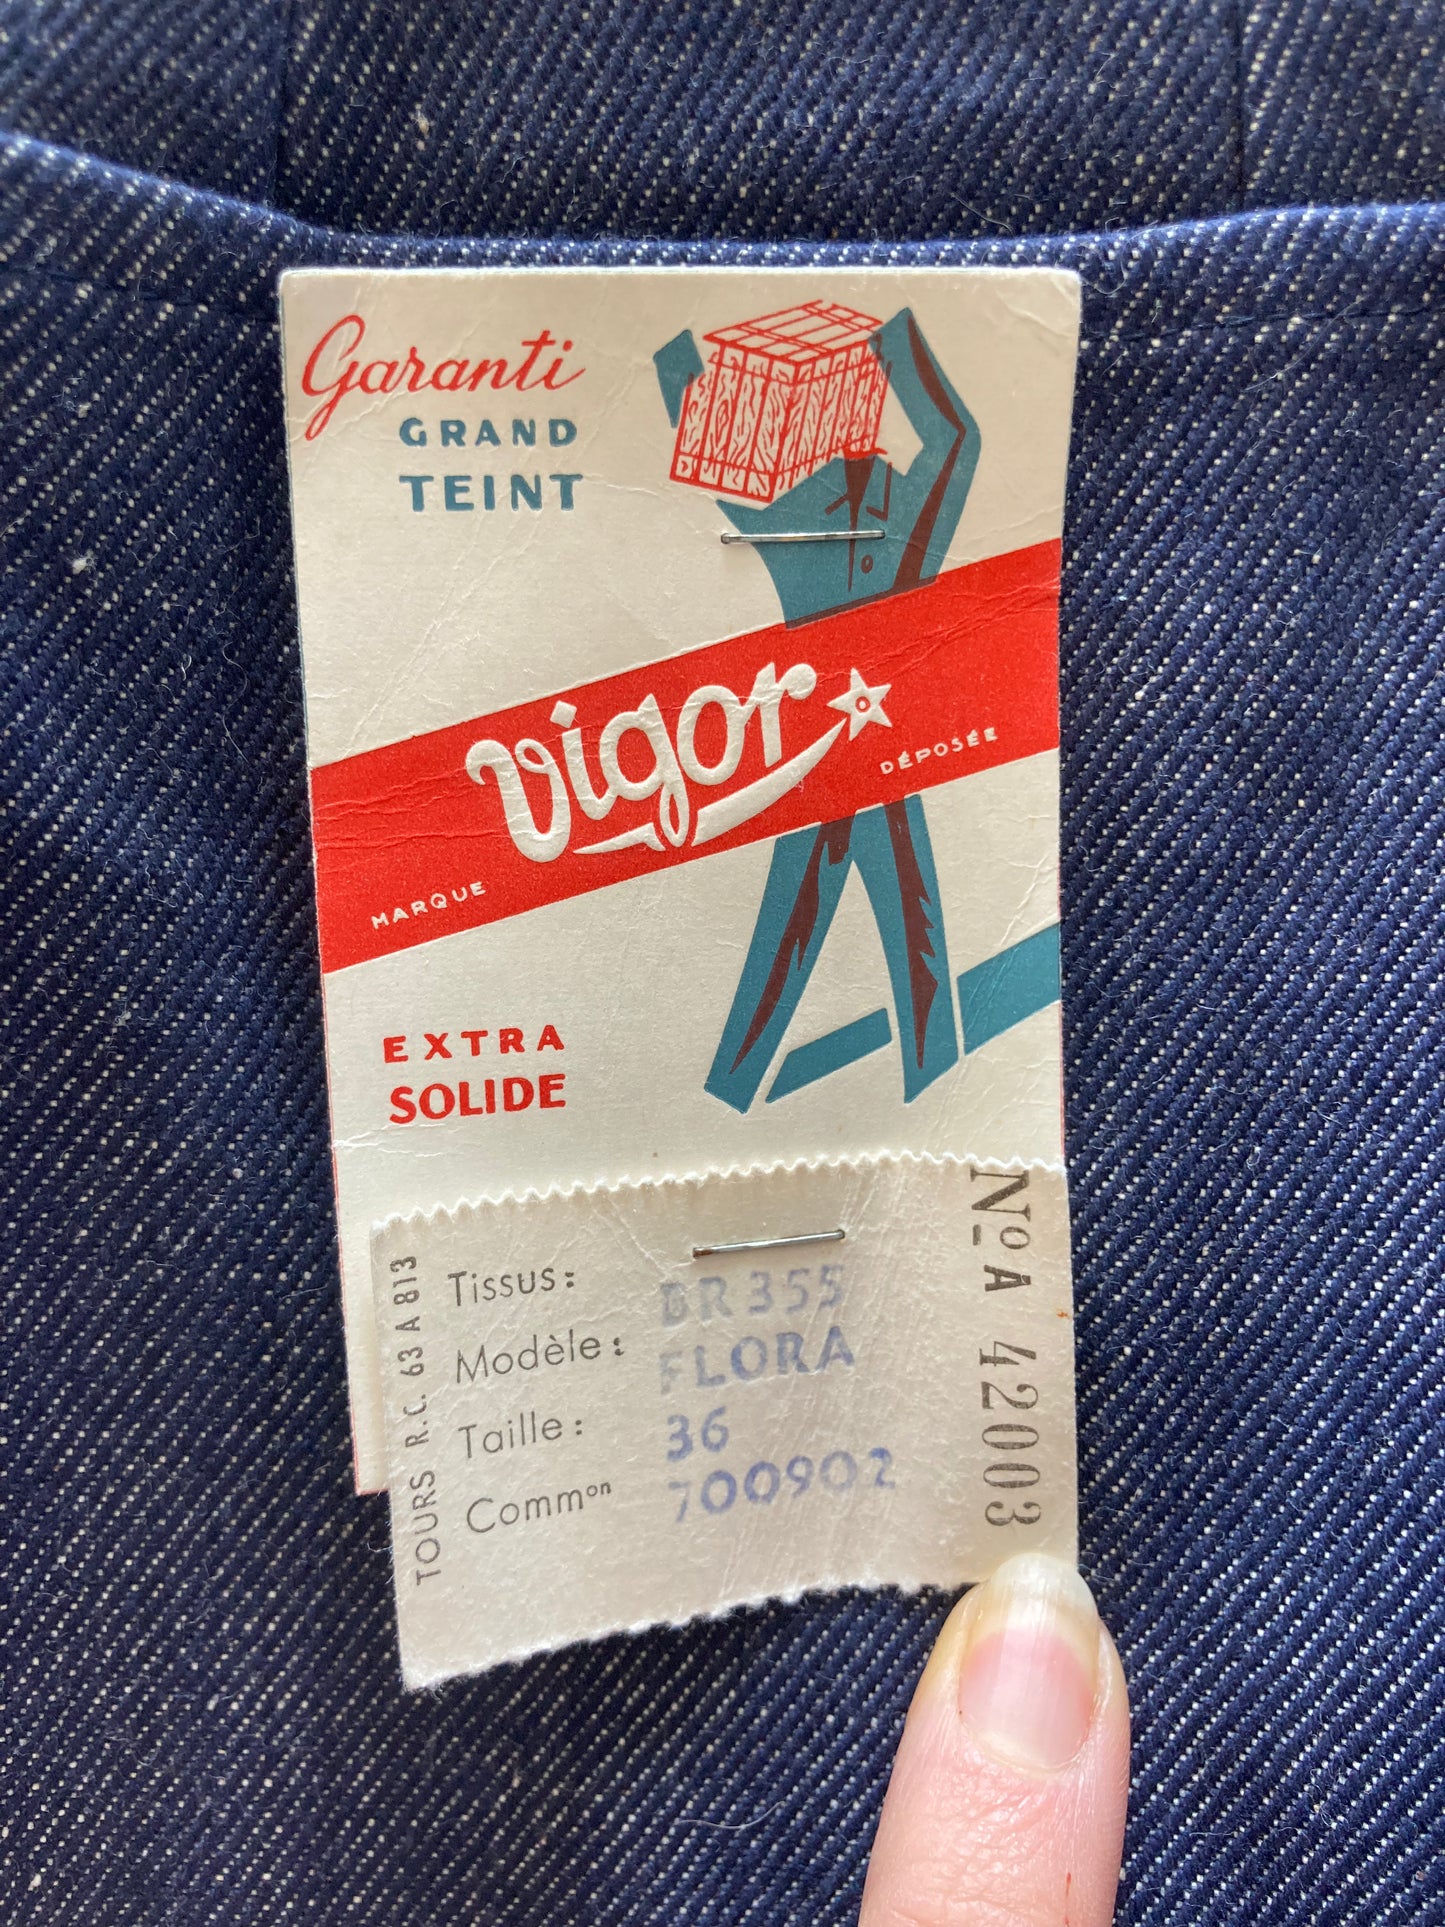 Garanti
GRAND
TEINT
Vigor
MARQUE
DÉPOSÉE
EXTRA
SOLIDE
TOURS R.C. 63 A 813
Tissus: BR355
Modèle: FLORA
Taille: 36
Common 700902
No A 42003